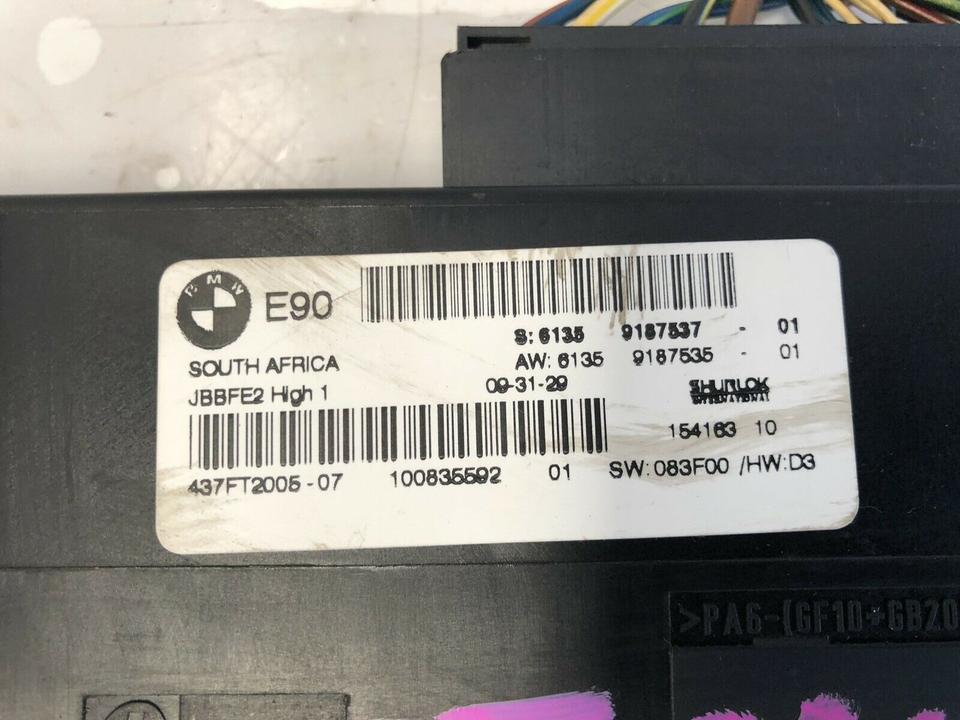 BMW
E90
S: 6135 9187537 - 01
SOUTH AFRICA
AW: 6135 9187535 - 01
JBBFE2 High 1
09-31-29
SHURLOK
INTERNATIONAL
154163 10
437FT2005-07 100835592 01 SW:083F00 /HW:D3
>PA6-(GF10+GB20